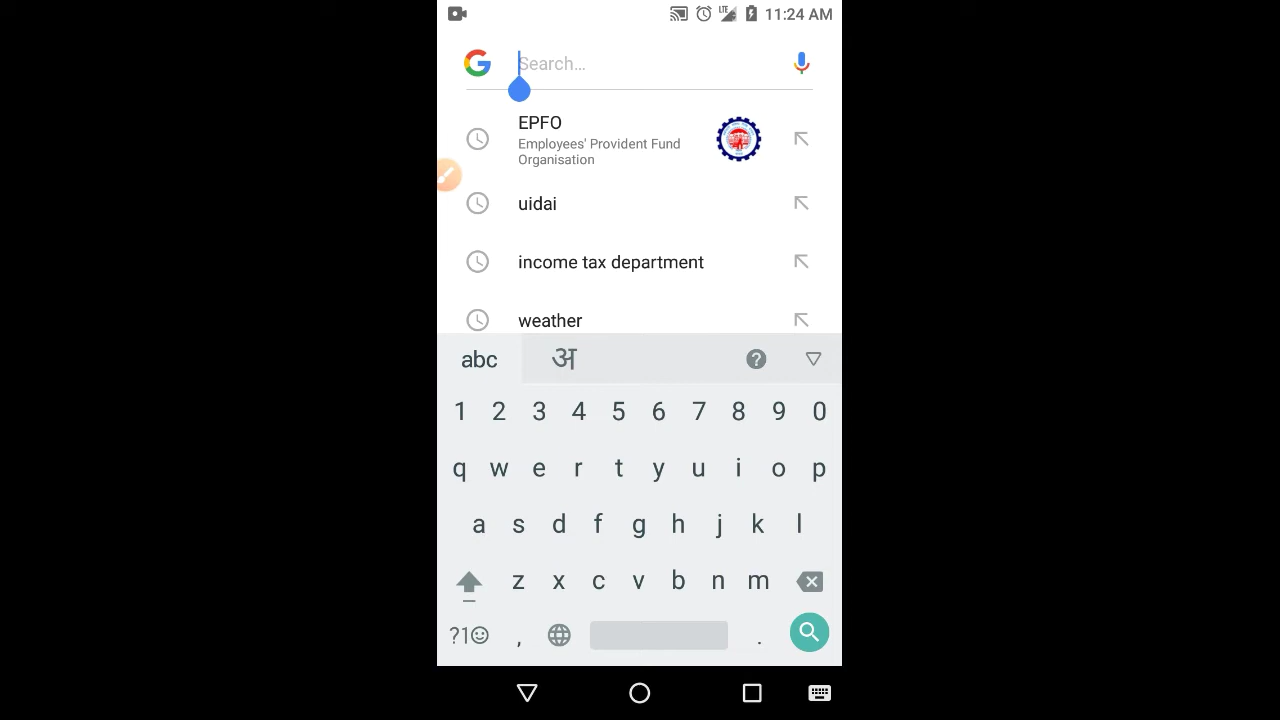 LTE 11:24 AM
Search...
EPFO
Employees' Provident Fund
Organisation
uidai
income tax department
weather
abc अ ?
1 2 3 4 5 6 7 8 9 0
q w e r t y u i o p
a s d f g h j k l
z x c v b n m
?1☺ , .